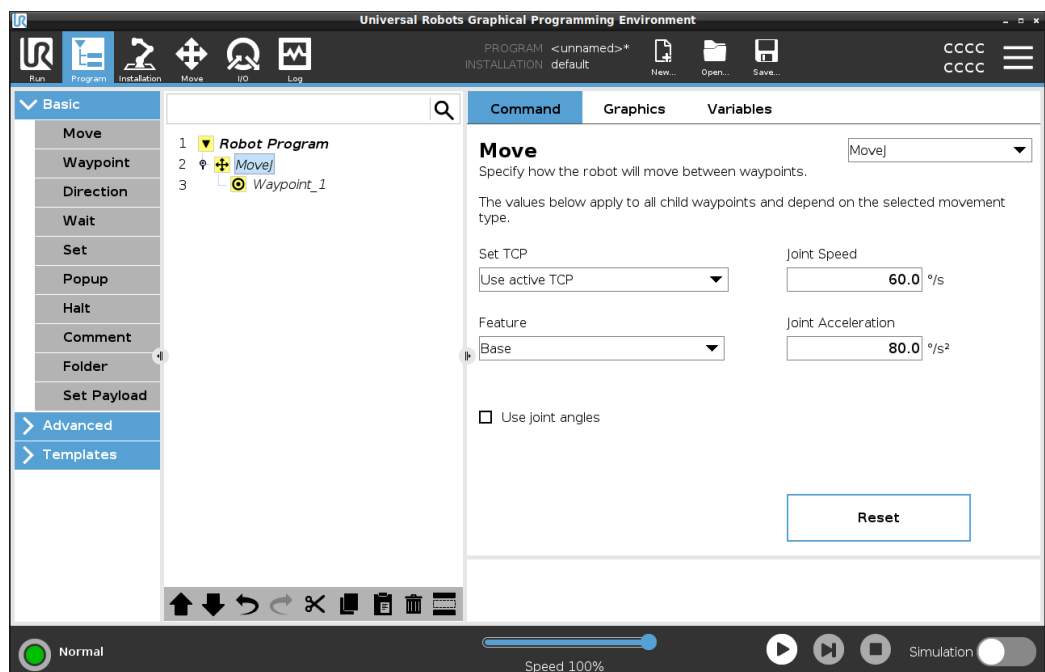 Universal Robots Graphical Programming Environment
UR
Run
Program
Installation
Move
I/O
Log
PROGRAM <unnamed>*
INSTALLATION default
New...
Open...
Save...
CCCC
CCCC
Basic
Move
Waypoint
Direction
Wait
Set
Popup
Halt
Comment
Folder
Set Payload
Advanced
Templates
1 Robot Program
2 MoveJ
3 Waypoint_1
Command Graphics Variables
Move
MoveJ
Specify how the robot will move between waypoints.
The values below apply to all child waypoints and depend on the selected movement
type.
Set TCP
Use active TCP
Joint Speed
60.0 °/s
Feature
Base
Joint Acceleration
80.0 °/s²
Use joint angles
Reset
Normal
Speed 100%
Simulation